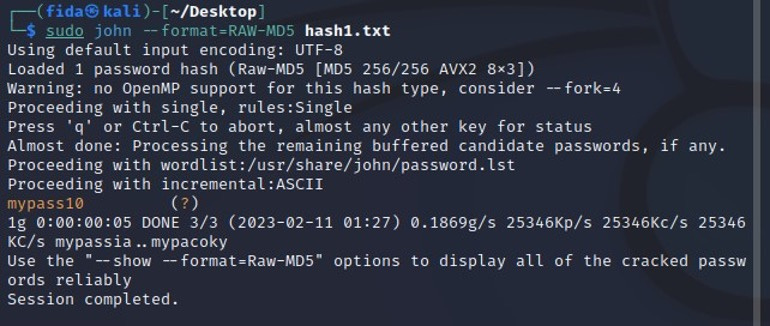 ┌──(fida㉿kali)-[~/Desktop]
└─$ sudo john --format=RAW-MD5 hash1.txt
Using default input encoding: UTF-8
Loaded 1 password hash (Raw-MD5 [MD5 256/256 AVX2 8×3])
Warning: no OpenMP support for this hash type, consider --fork=4
Proceeding with single, rules:Single
Press 'q' or Ctrl-C to abort, almost any other key for status
Almost done: Processing the remaining buffered candidate passwords, if any.
Proceeding with wordlist:/usr/share/john/password.lst
Proceeding with incremental:ASCII
mypass10         (?)
1g 0:00:00:05 DONE 3/3 (2023-02-11 01:27) 0.1869g/s 25346Kp/s 25346Kc/s 25346
KC/s mypassia..mypacoky
Use the "--show --format=Raw-MD5" options to display all of the cracked passw
ords reliably
Session completed.